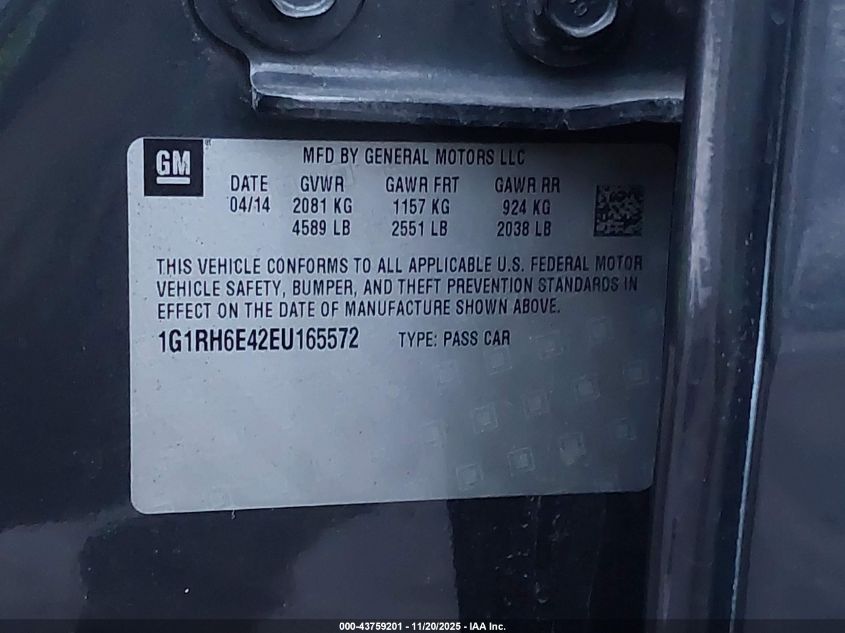 GM
MFD BY GENERAL MOTORS LLC
DATE GVWR GAWR FRT GAWR RR
04/14 2081 KG 1157 KG 924 KG
4589 LB 2551 LB 2038 LB
THIS VEHICLE CONFORMS TO ALL APPLICABLE U.S. FEDERAL MOTOR
VEHICLE SAFETY, BUMPER, AND THEFT PREVENTION STANDARDS IN
EFFECT ON THE DATE OF MANUFACTURE SHOWN ABOVE.
1G1RH6E42EU165572 TYPE: PASS CAR
000-43759201 - 11/20/2025 - IAA Inc.